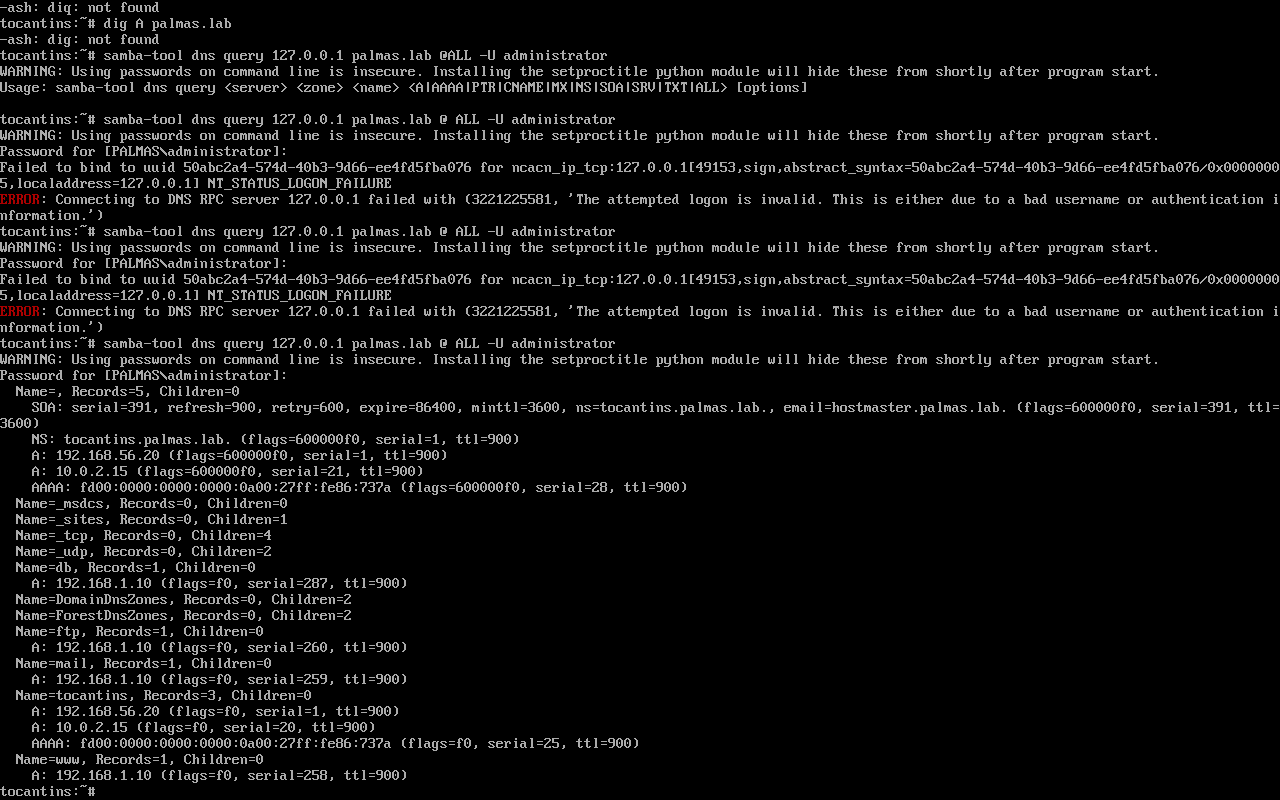 -ash: diq: not found
tocantins:~# dig A palmas.lab
-ash: dig: not found
tocantins:~# samba-tool dns query 127.0.0.1 palmas.lab @ALL -U administrator
WARNING: Using passwords on command line is insecure. Installing the setproctitle python module will hide these from shortly after program start.
Usage: samba-tool dns query <server> <zone> <name> <A|AAAA|PTR|CNAME|MX|NS|SOA|SRV|TXT|ALL> [options]

tocantins:~# samba-tool dns query 127.0.0.1 palmas.lab @ ALL -U administrator
WARNING: Using passwords on command line is insecure. Installing the setproctitle python module will hide these from shortly after program start.
Password for [PALMAS\administrator]:
Failed to bind to uuid 50abc2a4-574d-40b3-9d66-ee4fd5fba076 for ncacn_ip_tcp:127.0.0.1[49153,sign,abstract_syntax=50abc2a4-574d-40b3-9d66-ee4fd5fba076/0x0000000
5,localaddress=127.0.0.1] NT_STATUS_LOGON_FAILURE
ERROR: Connecting to DNS RPC server 127.0.0.1 failed with (3221225581, 'The attempted logon is invalid. This is either due to a bad username or authentication i
nformation.')
tocantins:~# samba-tool dns query 127.0.0.1 palmas.lab @ ALL -U administrator
WARNING: Using passwords on command line is insecure. Installing the setproctitle python module will hide these from shortly after program start.
Password for [PALMAS\administrator]:
Failed to bind to uuid 50abc2a4-574d-40b3-9d66-ee4fd5fba076 for ncacn_ip_tcp:127.0.0.1[49153,sign,abstract_syntax=50abc2a4-574d-40b3-9d66-ee4fd5fba076/0x0000000
5,localaddress=127.0.0.1] NT_STATUS_LOGON_FAILURE
ERROR: Connecting to DNS RPC server 127.0.0.1 failed with (3221225581, 'The attempted logon is invalid. This is either due to a bad username or authentication i
nformation.')
tocantins:~# samba-tool dns query 127.0.0.1 palmas.lab @ ALL -U administrator
WARNING: Using passwords on command line is insecure. Installing the setproctitle python module will hide these from shortly after program start.
Password for [PALMAS\administrator]:
  Name=, Records=5, Children=0
    SOA: serial=391, refresh=900, retry=600, expire=86400, minttl=3600, ns=tocantins.palmas.lab., email=hostmaster.palmas.lab. (flags=600000f0, serial=391, ttl=
3600)
    NS: tocantins.palmas.lab. (flags=600000f0, serial=1, ttl=900)
    A: 192.168.56.20 (flags=600000f0, serial=1, ttl=900)
    A: 10.0.2.15 (flags=600000f0, serial=21, ttl=900)
    AAAA: fd00:0000:0000:0000:0a00:27ff:fe86:737a (flags=600000f0, serial=28, ttl=900)
  Name=_msdcs, Records=0, Children=0
  Name=_sites, Records=0, Children=1
  Name=_tcp, Records=0, Children=4
  Name=_udp, Records=0, Children=2
  Name=db, Records=1, Children=0
    A: 192.168.1.10 (flags=f0, serial=287, ttl=900)
  Name=DomainDnsZones, Records=0, Children=2
  Name=ForestDnsZones, Records=0, Children=2
  Name=ftp, Records=1, Children=0
    A: 192.168.1.10 (flags=f0, serial=260, ttl=900)
  Name=mail, Records=1, Children=0
    A: 192.168.1.10 (flags=f0, serial=259, ttl=900)
  Name=tocantins, Records=3, Children=0
    A: 192.168.56.20 (flags=f0, serial=1, ttl=900)
    A: 10.0.2.15 (flags=f0, serial=20, ttl=900)
    AAAA: fd00:0000:0000:0000:0a00:27ff:fe86:737a (flags=f0, serial=25, ttl=900)
  Name=www, Records=1, Children=0
    A: 192.168.1.10 (flags=f0, serial=258, ttl=900)
tocantins:~#